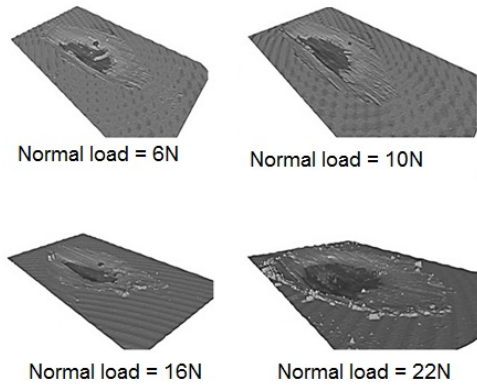 Normal load = 6N
Normal load = 10N
Normal load = 16N
Normal load = 22N